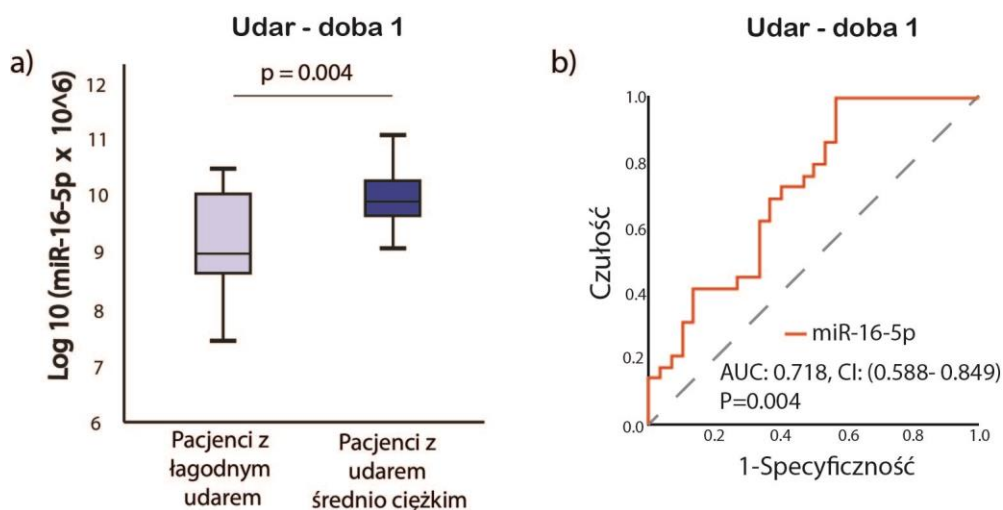 Udar - doba 1
a)
p = 0.004
Log 10 (miR-16-5p x 10^6)
12
11
10
9
8
7
6
Pacjenci z
łagodnym
udarem
Pacjenci z
udarem
średnio ciężkim
Udar - doba 1
b)
Czułość
1.0
0.8
0.6
0.4
0.2
0.0
miR-16-5p
AUC: 0.718, CI: (0.588- 0.849)
P=0.004
0.2
0.4
0.6
0.8
1.0
1-Specyficzność